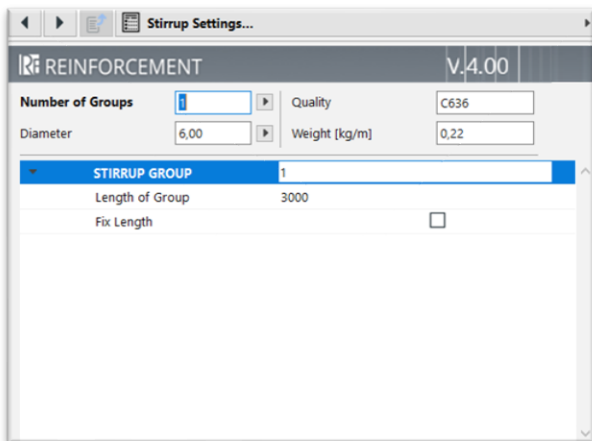 Stirrup Settings...
REINFORCEMENT V.4.00
Number of Groups 1 Quality C636
Diameter 6,00 Weight [kg/m] 0,22
STIRRUP GROUP 1
Length of Group 3000
Fix Length